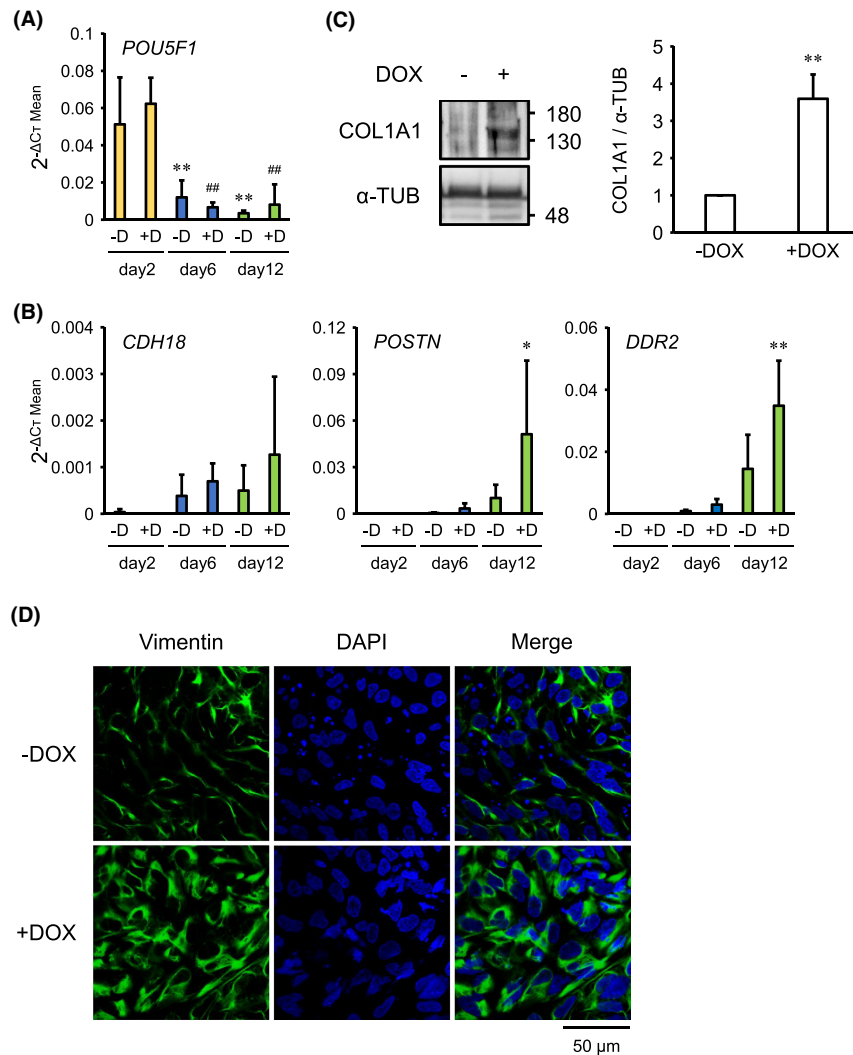 (A)
POU5F1
2-ΔCT Mean
0.1
0.08
0.06
0.04
0.02
0
** ## ** ##
-D +D -D +D -D +D
day2 day6 day12
(C)
DOX - +
COL1A1
180
130
α-TUB
48
COL1A1 / α-TUB
5
4
3
2
1
0
**
-DOX +DOX
(B)
CDH18
2-ΔCT Mean
0.004
0.003
0.002
0.001
0
-D +D -D +D -D +D
day2 day6 day12
POSTN
0.12
0.09
0.06
0.03
0
*
-D +D -D +D -D +D
day2 day6 day12
DDR2
0.06
0.04
0.02
0
**
-D +D -D +D -D +D
day2 day6 day12
(D)
Vimentin DAPI Merge
-DOX
+DOX
50 μm